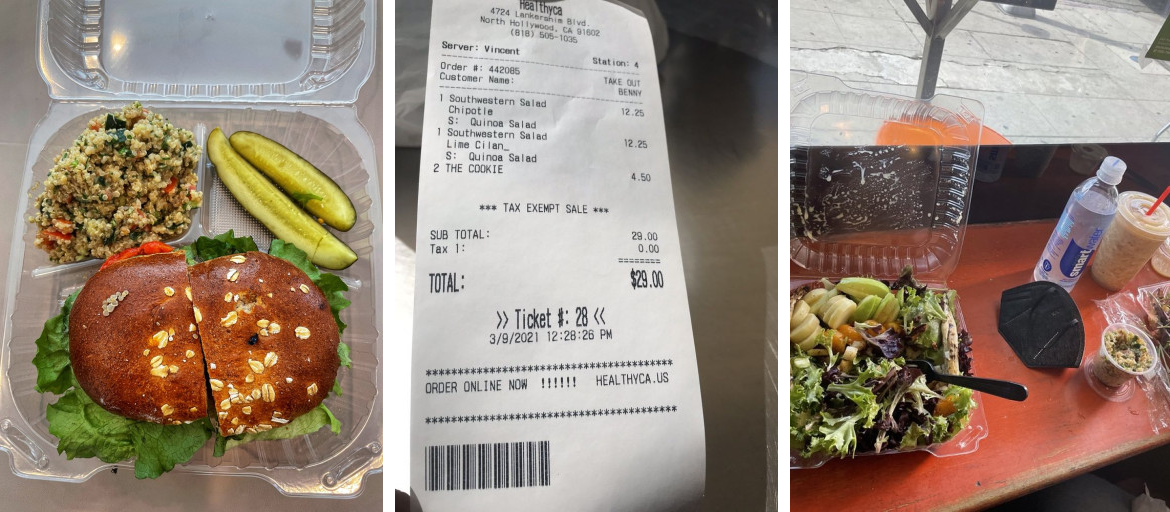 Healthyca
4724 Lankershim Blvd.
North Hollywood, CA 91602
(818) 505-1035
Server: Vincent
Station: 4
Order #: 442085
TAKE OUT
Customer Name:
BENNY
1 Southwestern Salad 12.25
Chipotle
S: Quinoa Salad
1 Southwestern Salad 12.25
Lime Cilan_
S: Quinoa Salad
2 THE COOKIE 4.50
*** TAX EXEMPT SALE ***
SUB TOTAL: 29.00
Tax 1: 0.00
========
TOTAL: $29.00
>> Ticket #: 28 <<
3/9/2021 12:28:26 PM
****************************************
ORDER ONLINE NOW !!!!!! HEALTHYCA.US
****************************************
smartwater